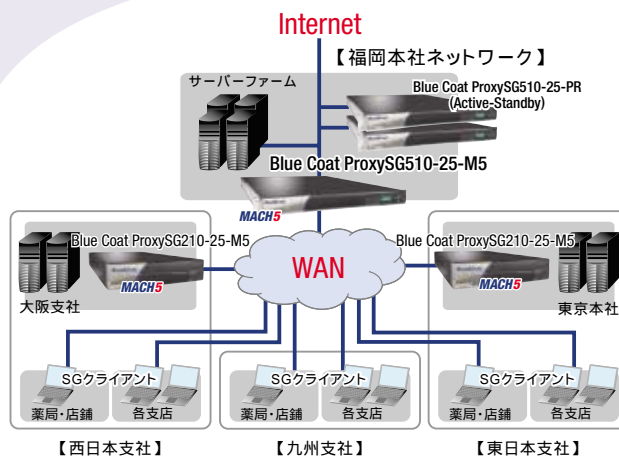 Internet
【福岡本社ネットワーク】
サーバーファーム
Blue Coat ProxySG510-25-PR
(Active-Standby)
Blue Coat ProxySG510-25-M5
MACH5
Blue Coat ProxySG210-25-M5
MACH5
大阪支社
WAN
Blue Coat ProxySG210-25-M5
MACH5
東京本社
SGクライアント
薬局・店舗
各支店
SGクライアント
薬局・店舗
各支店
SGクライアント
薬局・店舗
各支店
【西日本支社】
【九州支社】
【東日本支社】